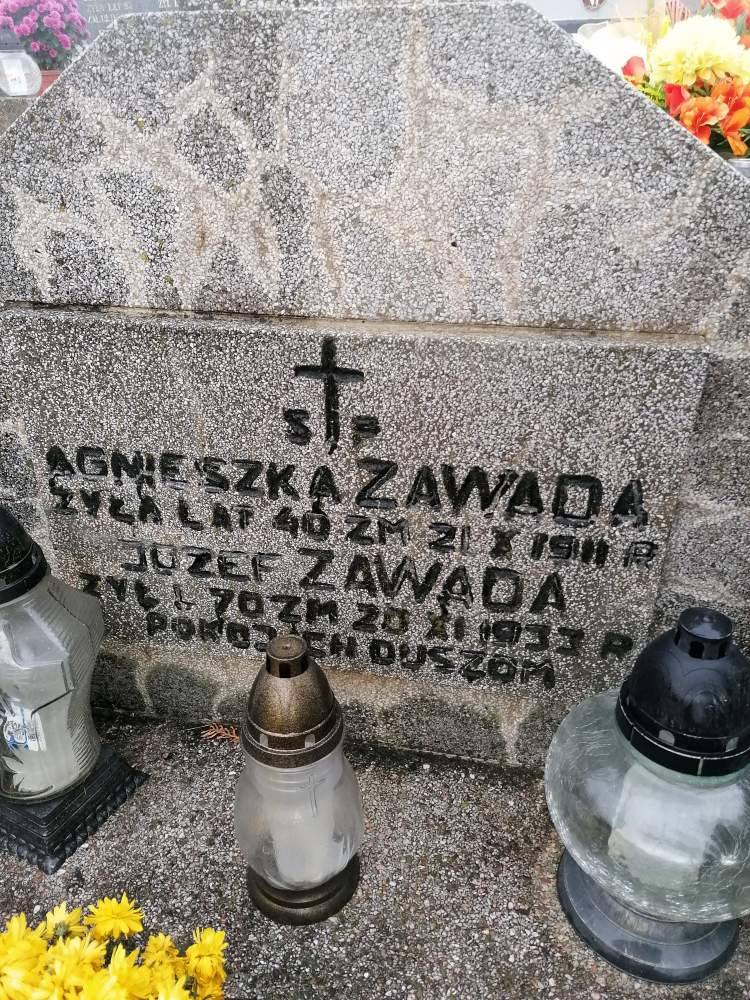 S P
AGNIESZKA ZAWADA
ŻYŁA LAT 40 ZM 21 X 1911 R
JÓZEF ZAWADA
ŻYŁ L 70 ZM 20 XI 1933 R
POKÓJ ICH DUSZOM